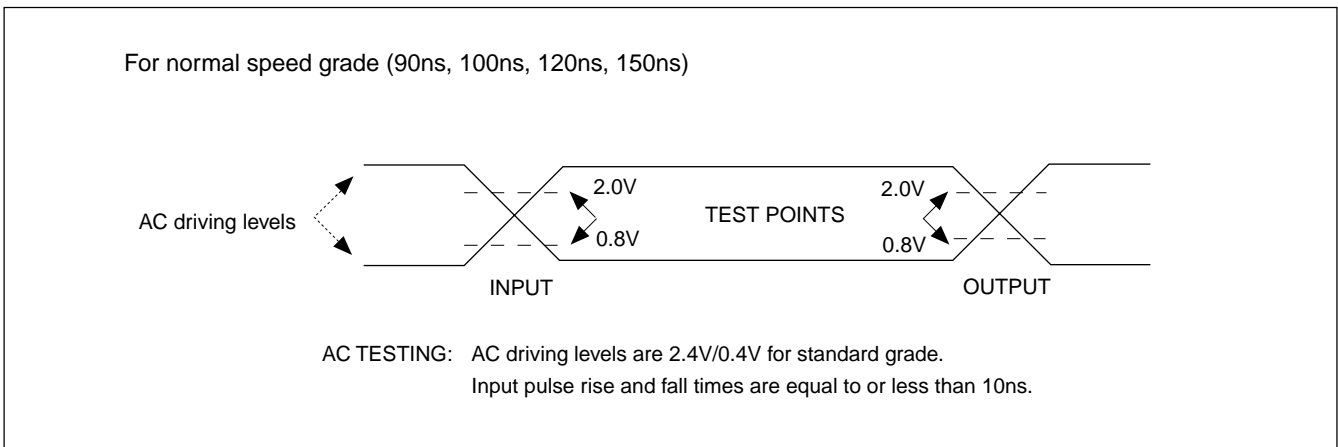 For normal speed grade (90ns, 100ns, 120ns, 150ns)
2.0V
2.0V
AC driving levels
TEST POINTS
0.8V
0.8V
INPUT
OUTPUT
AC TESTING: AC driving levels are 2.4V/0.4V for standard grade.
Input pulse rise and fall times are equal to or less than 10ns.